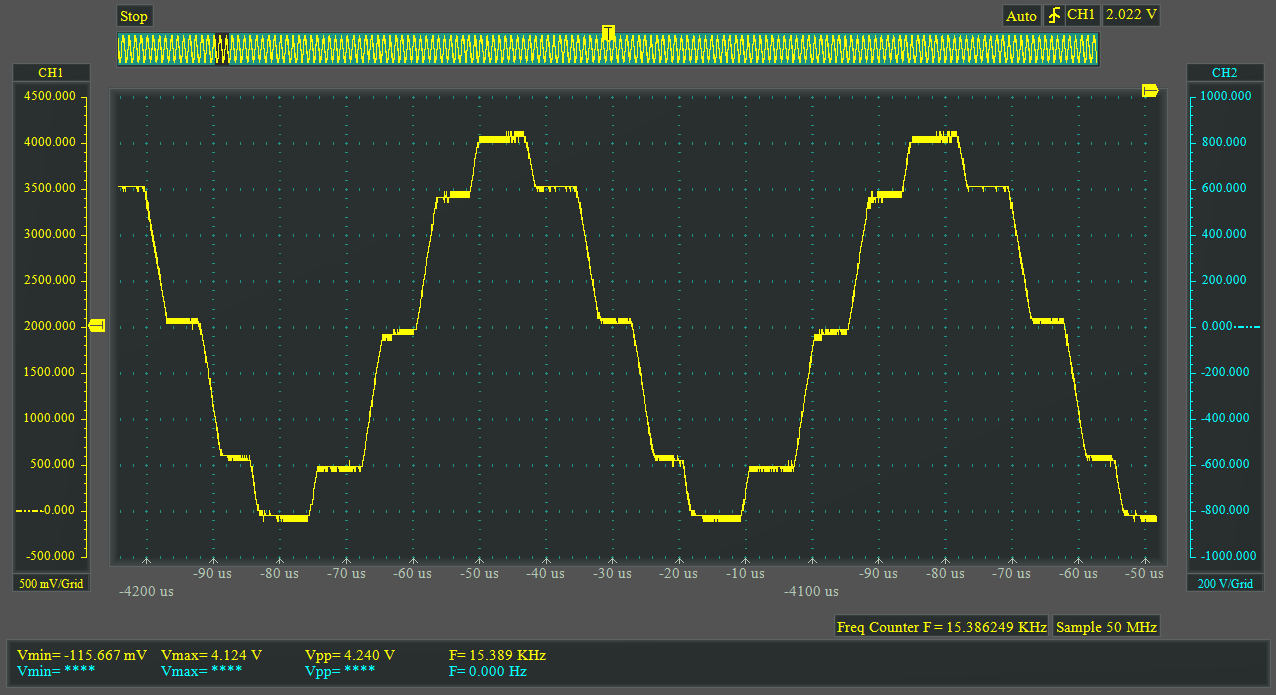 Stop
Auto CH1 2.022 V
T
CH1
CH2
4500.000
4000.000
3500.000
3000.000
2500.000
2000.000
1500.000
1000.000
500.000
-0.000
-500.000
500 mV/Grid
1000.000
800.000
600.000
400.000
200.000
0.000
-200.000
-400.000
-600.000
-800.000
-1000.000
200 V/Grid
-90 us -80 us -70 us -60 us -50 us -40 us -30 us -20 us -10 us -90 us -80 us -70 us -60 us -50 us
-4200 us -4100 us
Freq Counter F = 15.386249 KHz Sample 50 MHz
Vmin= -115.667 mV Vmax= 4.124 V Vpp= 4.240 V F= 15.389 KHz
Vmin= **** Vmax= **** Vpp= **** F= 0.000 Hz